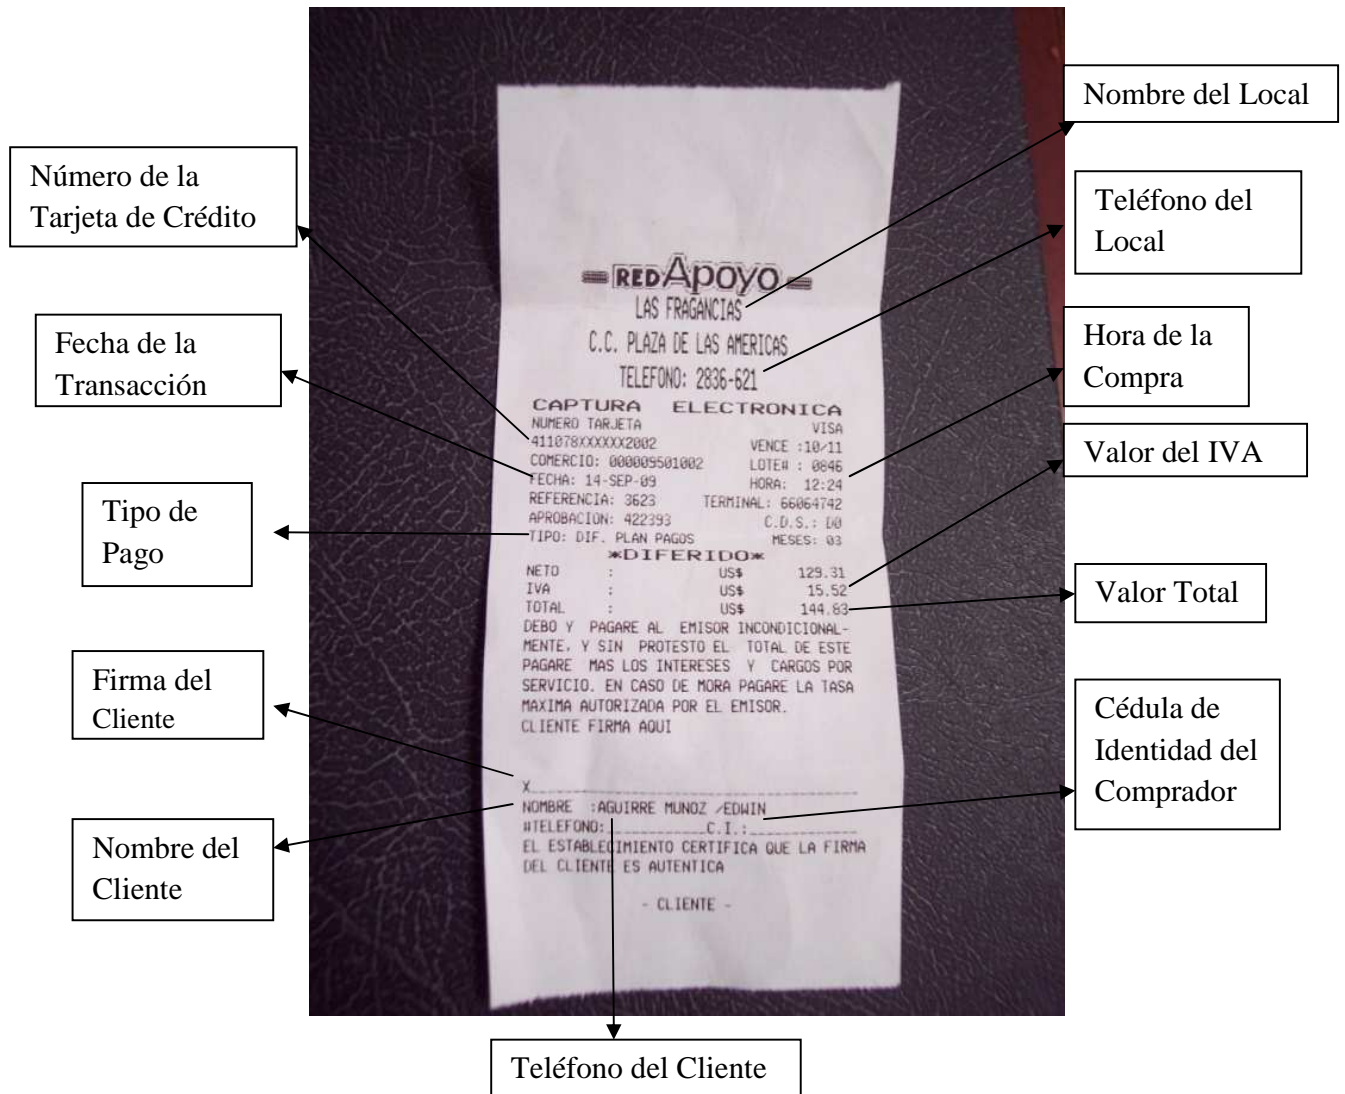 Nombre del Local
Número de la
Tarjeta de Crédito
Teléfono del
Local
Fecha de la
Transacción
Hora de la
Compra
Valor del IVA
Tipo de
Pago
Valor Total
Firma del
Cliente
Cédula de
Identidad del
Comprador
Nombre del
Cliente
Teléfono del Cliente
RED Apoyo
LAS FRAGANCIAS
C.C. PLAZA DE LAS AMERICAS
TELEFONO: 2836-621
CAPTURA ELECTRONICA
NUMERO TARJETA VISA
411078XXXXXX2002 VENCE :10/11
COMERCIO: 000009501002 LOTE# : 0846
FECHA: 14-SEP-09 HORA: 12:24
REFERENCIA: 3623 TERMINAL: 66064742
APROBACION: 422393 C.D.S.: D0
TIPO: DIF. PLAN PAGOS MESES: 03
*DIFERIDO*
NETO : US$ 129.31
IVA : US$ 15.52
TOTAL : US$ 144.83
DEBO Y PAGARE AL EMISOR INCONDICIONAL-
MENTE, Y SIN PROTESTO EL TOTAL DE ESTE
PAGARE MAS LOS INTERESES Y CARGOS POR
SERVICIO. EN CASO DE MORA PAGARE LA TASA
MAXIMA AUTORIZADA POR EL EMISOR.
CLIENTE FIRMA AQUI
X
NOMBRE :AGUIRRE MUNOZ /EDWIN
#TELEFONO:____________C.I.:____________
EL ESTABLECIMIENTO CERTIFICA QUE LA FIRMA
DEL CLIENTE ES AUTENTICA
- CLIENTE -